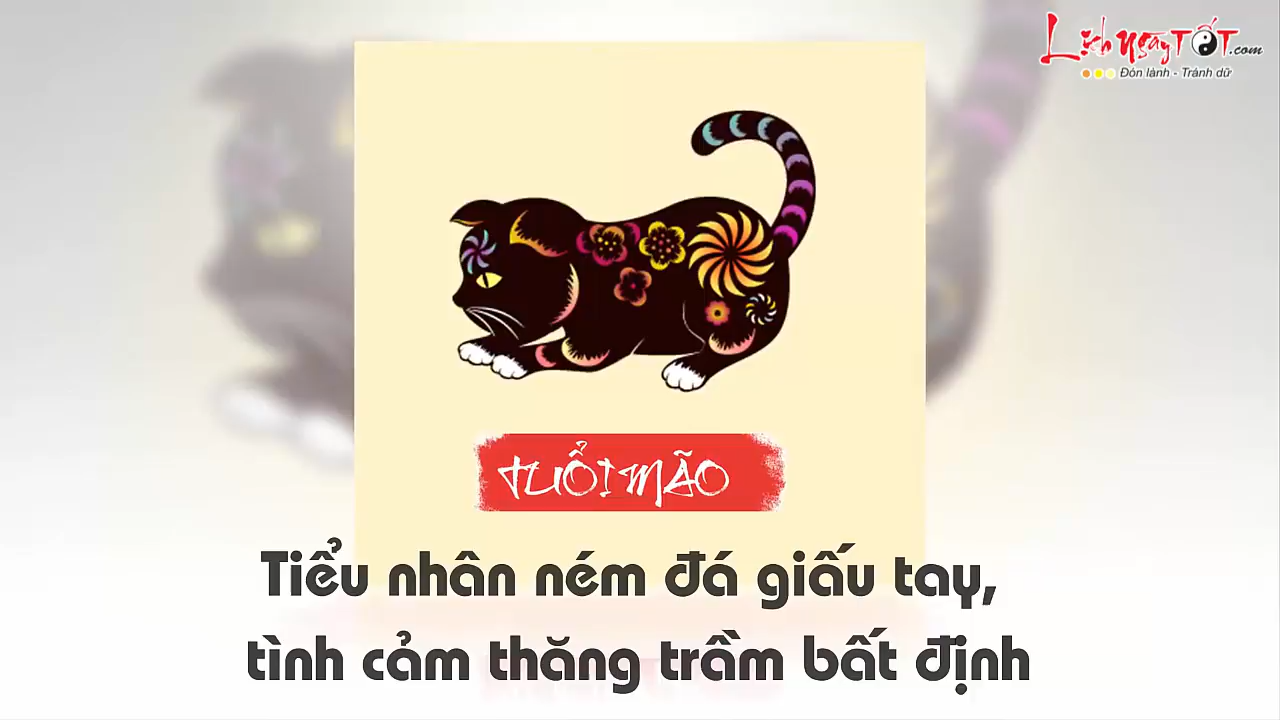 LịchNgàyTỐT.com
Đón lành - Tránh dữ
TUỔI MÃO
Tiểu nhân ném đá giấu tay,
tình cảm thăng trầm bất định